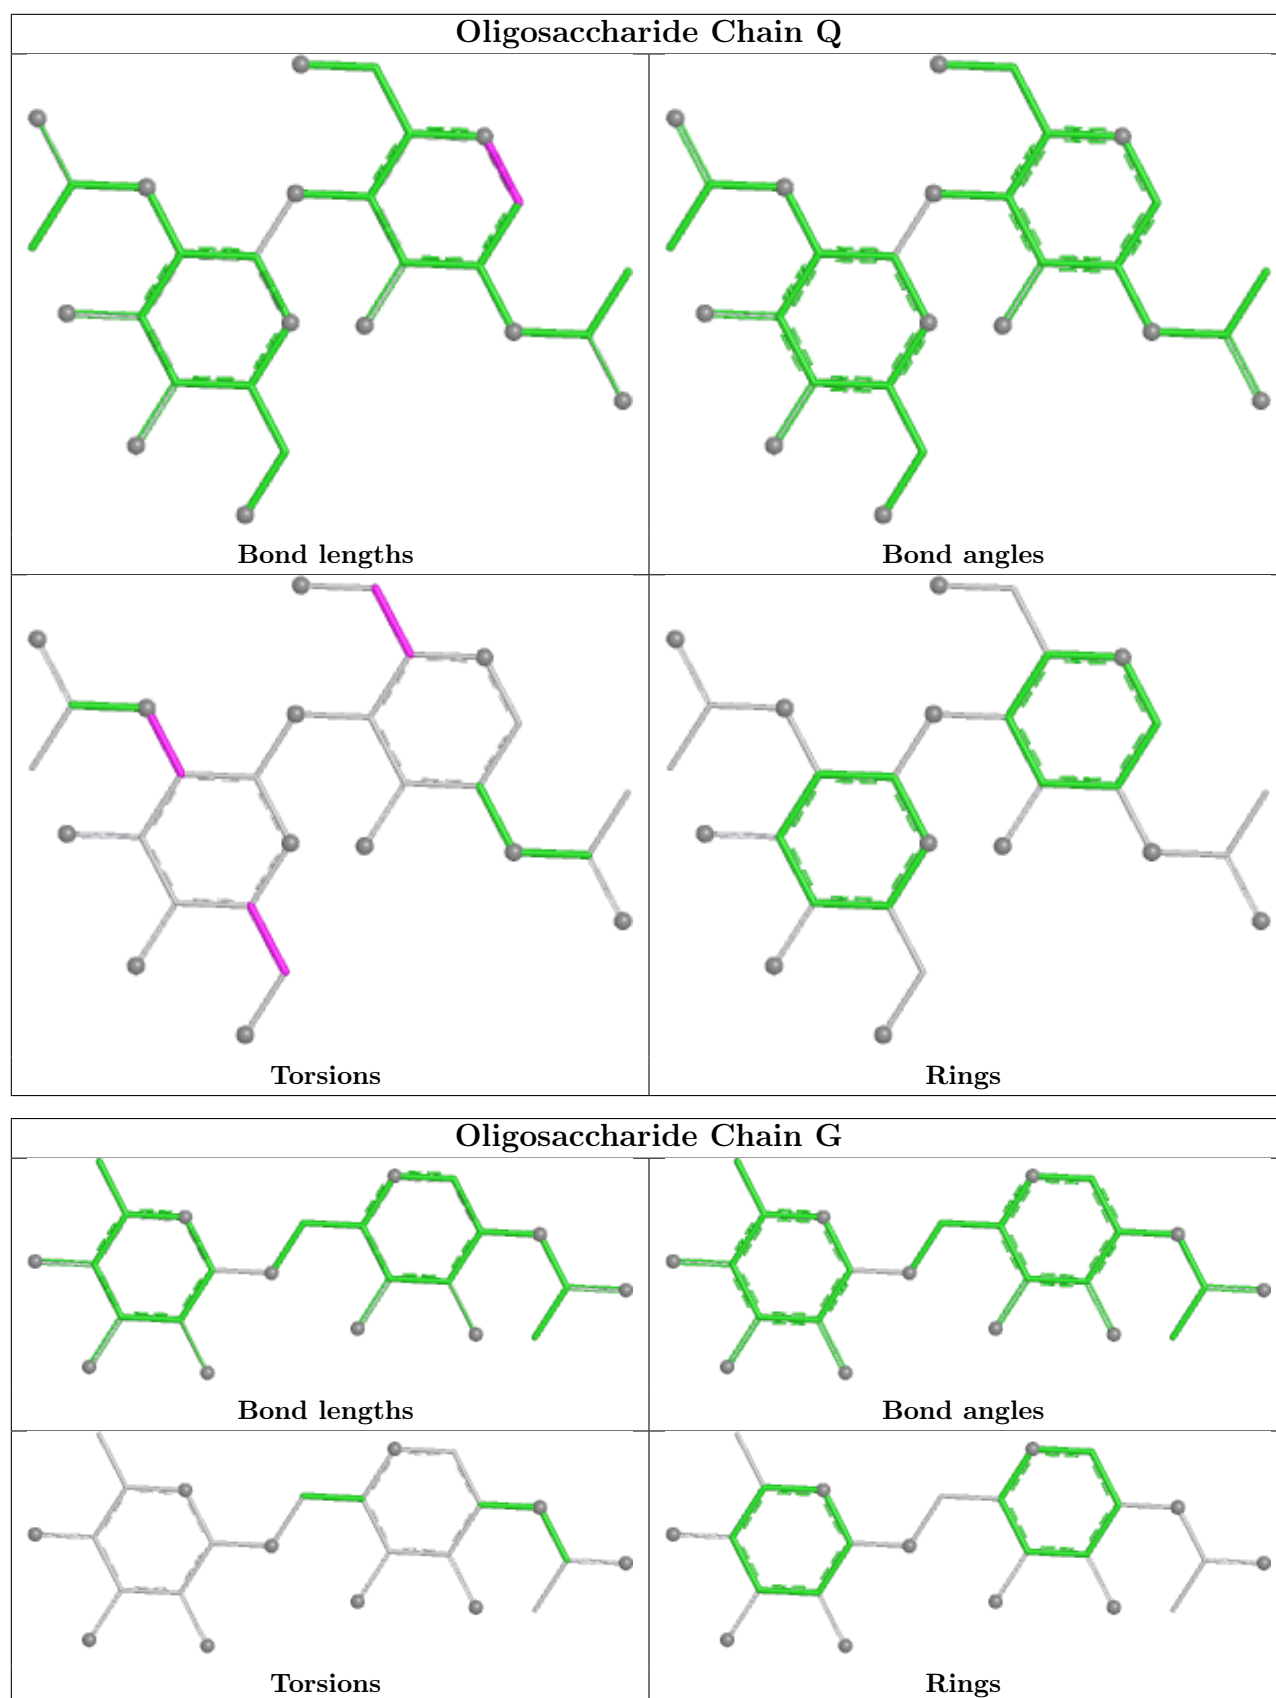 Oligosaccharide Chain Q
Bond lengths
Bond angles
Torsions
Rings
Oligosaccharide Chain G
Bond lengths
Bond angles
Torsions
Rings